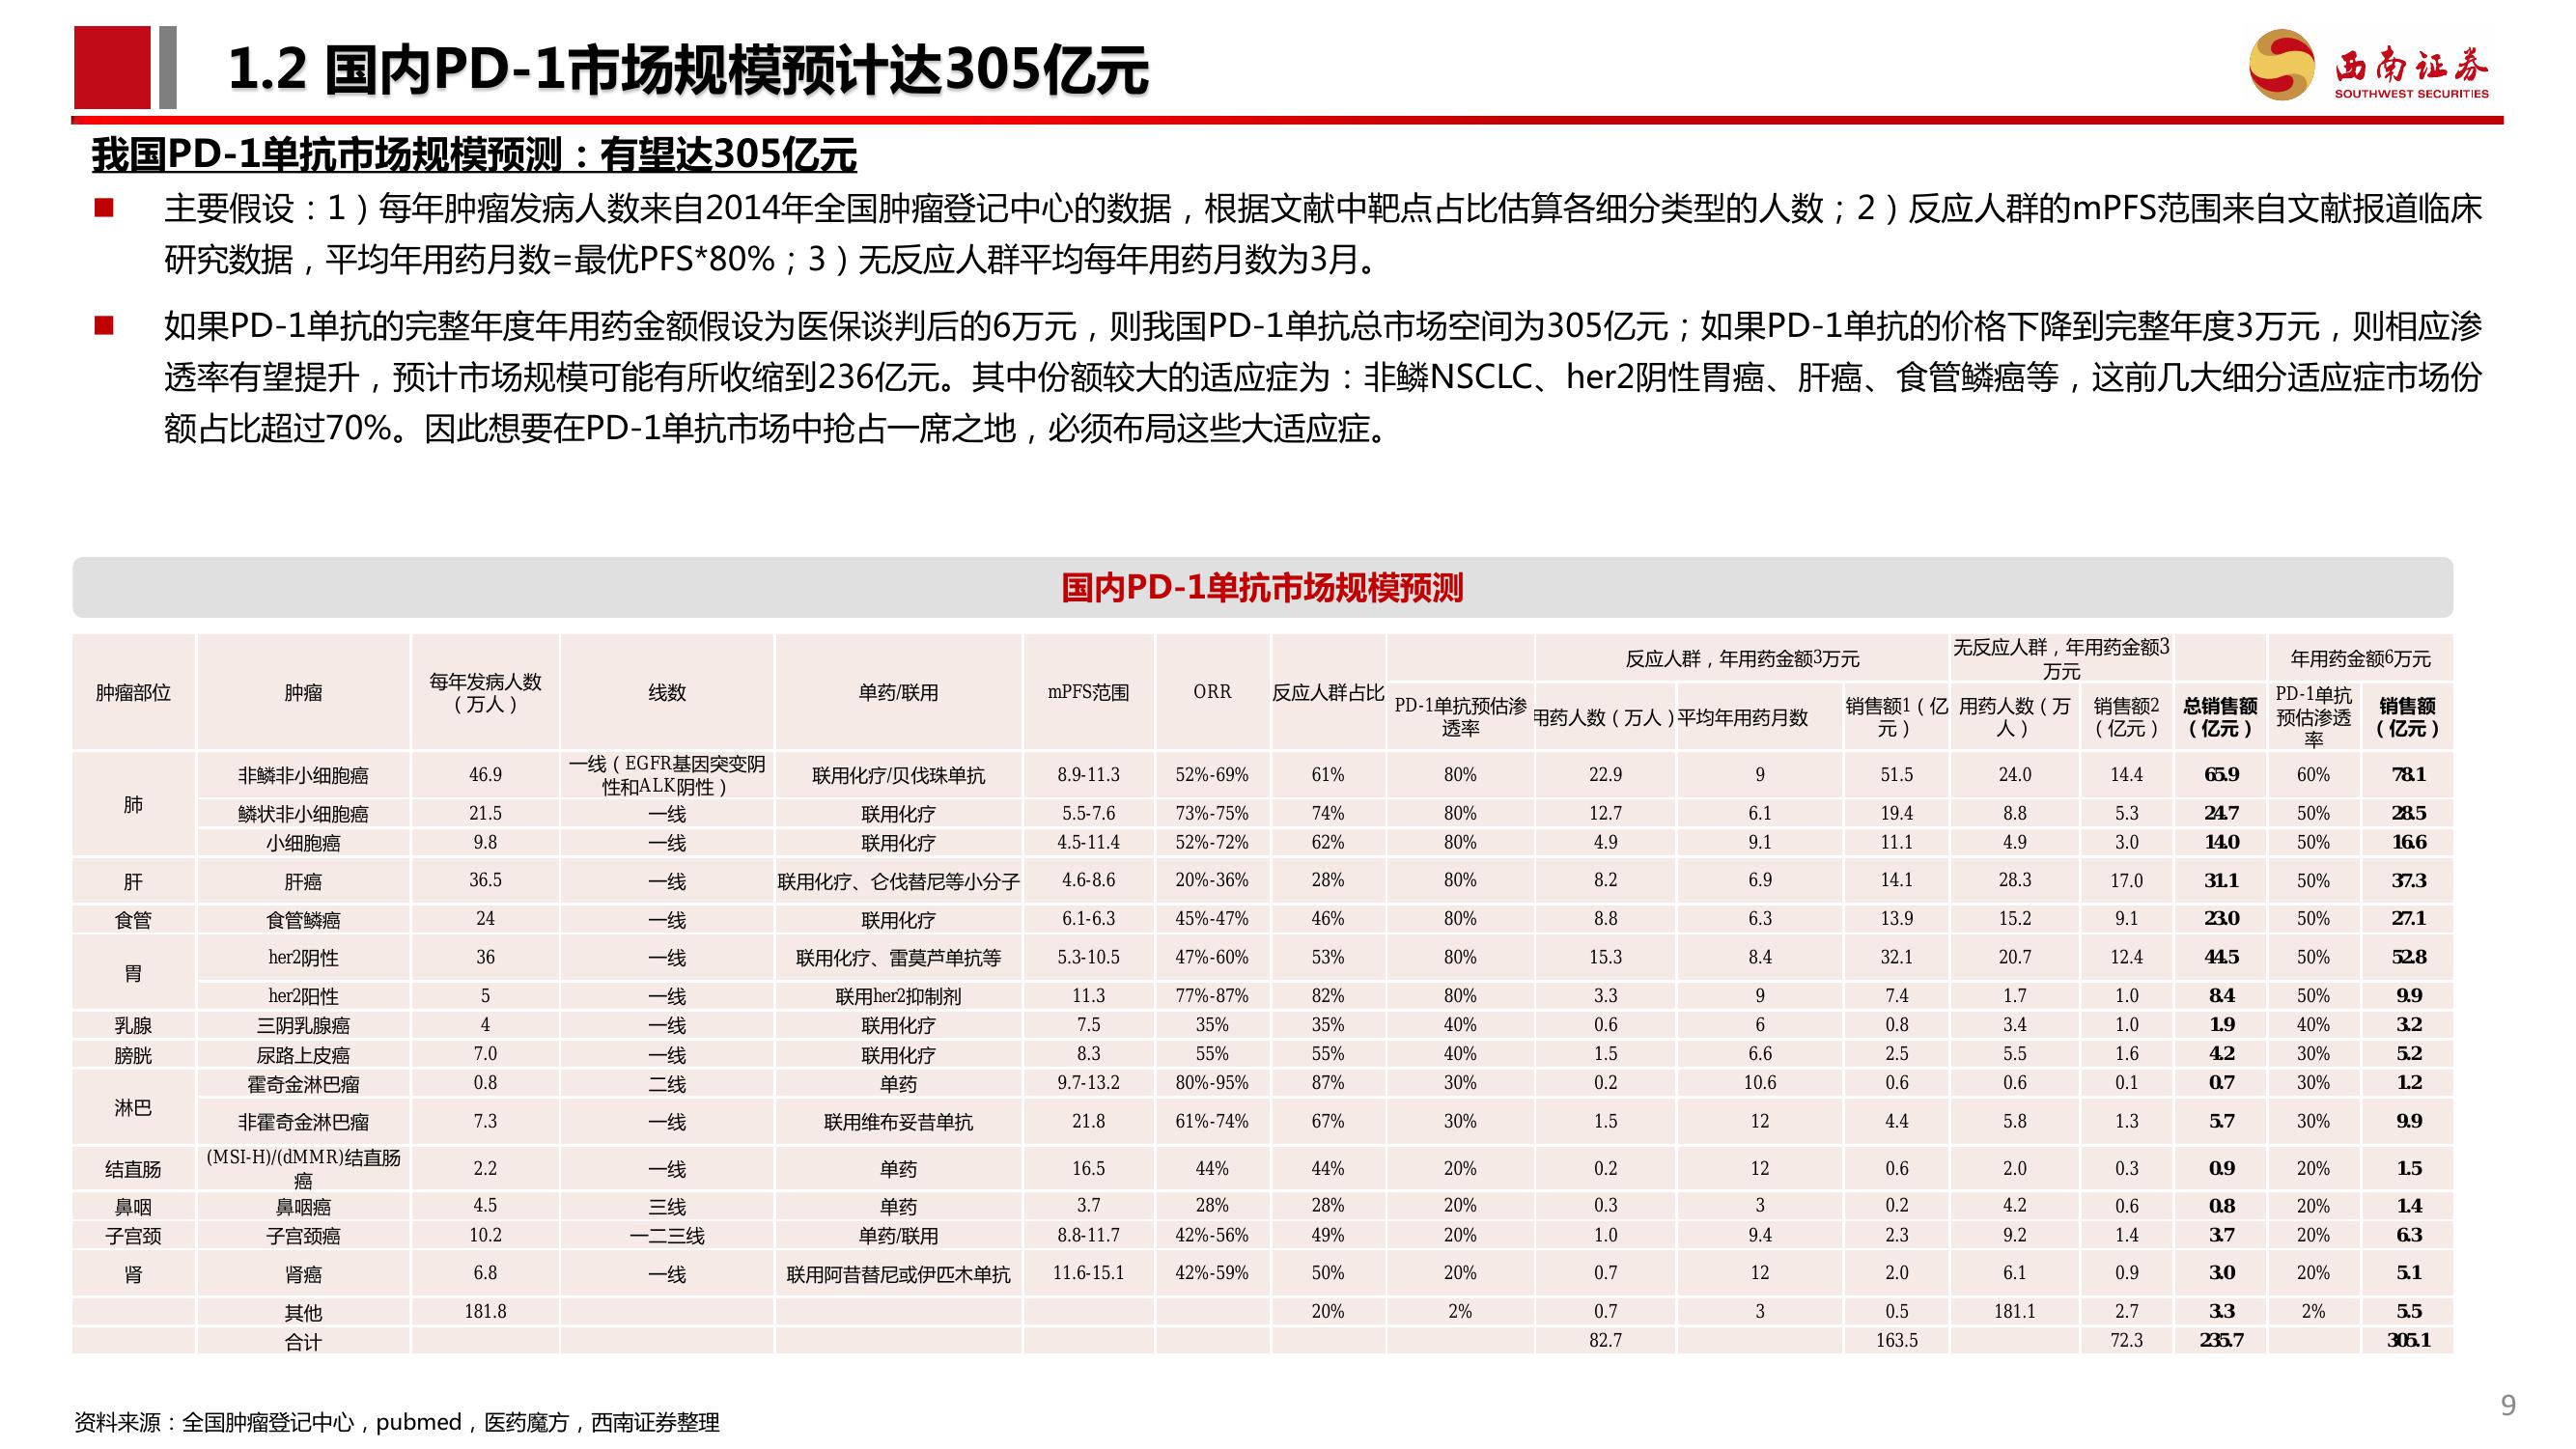 1.2 国内PD-1市场规模预计达305亿元
西南证券
SOUTHWEST SECURITIES
我国PD-1单抗市场规模预测：有望达305亿元
主要假设：1）每年肿瘤发病人数来自2014年全国肿瘤登记中心的数据，根据文献中靶点占比估算各细分类型的人数；2）反应人群的mPFS范围来自文献报道临床
研究数据，平均年用药月数=最优PFS*80%；3）无反应人群平均每年用药月数为3月。
如果PD-1单抗的完整年度年用药金额假设为医保谈判后的6万元，则我国PD-1单抗总市场空间为305亿元；如果PD-1单抗的价格下降到完整年度3万元，则相应渗
透率有望提升，预计市场规模可能有所收缩到236亿元。其中份额较大的适应症为：非鳞NSCLC、her2阴性胃癌、肝癌、食管鳞癌等，这前几大细分适应症市场份
额占比超过70%。因此想要在PD-1单抗市场中抢占一席之地，必须布局这些大适应症。
国内PD-1单抗市场规模预测
肿瘤部位 肿瘤 每年发病人数（万人） 线数 单药/联用 mPFS范围 ORR 反应人群占比 反应人群，年用药金额3万元 无反应人群，年用药金额3万元 年用药金额6万元
PD-1单抗预估渗透率 用药人数（万人） 平均年用药月数 销售额1（亿元） 用药人数（万人） 销售额2（亿元） 总销售额（亿元） PD-1单抗预估渗透率 销售额（亿元）
肺 非鳞非小细胞癌 46.9 一线（EGFR基因突变阴性和ALK阴性） 联用化疗/贝伐珠单抗 8.9-11.3 52%-69% 61% 80% 22.9 9 51.5 24.0 14.4 65.9 60% 78.1
鳞状非小细胞癌 21.5 一线 联用化疗 5.5-7.6 73%-75% 74% 80% 12.7 6.1 19.4 8.8 5.3 24.7 50% 28.5
小细胞癌 9.8 一线 联用化疗 4.5-11.4 52%-72% 62% 80% 4.9 9.1 11.1 4.9 3.0 14.0 50% 16.6
肝 肝癌 36.5 一线 联用化疗、仑伐替尼等小分子 4.6-8.6 20%-36% 28% 80% 8.2 6.9 14.1 28.3 17.0 31.1 50% 37.3
食管 食管鳞癌 24 一线 联用化疗 6.1-6.3 45%-47% 46% 80% 8.8 6.3 13.9 15.2 9.1 23.0 50% 27.1
胃 her2阴性 36 一线 联用化疗、雷莫芦单抗等 5.3-10.5 47%-60% 53% 80% 15.3 8.4 32.1 20.7 12.4 44.5 50% 52.8
her2阳性 5 一线 联用her2抑制剂 11.3 77%-87% 82% 80% 3.3 9 7.4 1.7 1.0 8.4 50% 9.9
乳腺 三阴乳腺癌 4 一线 联用化疗 7.5 35% 35% 40% 0.6 6 0.8 3.4 1.0 1.9 40% 3.2
膀胱 尿路上皮癌 7.0 一线 联用化疗 8.3 55% 55% 40% 1.5 6.6 2.5 5.5 1.6 4.2 30% 5.2
淋巴 霍奇金淋巴瘤 0.8 二线 单药 9.7-13.2 80%-95% 87% 30% 0.2 10.6 0.6 0.6 0.1 0.7 30% 1.2
非霍奇金淋巴瘤 7.3 一线 联用维布妥昔单抗 21.8 61%-74% 67% 30% 1.5 12 4.4 5.8 1.3 5.7 30% 9.9
结直肠 (MSI-H)/(dMMR)结直肠癌 2.2 一线 单药 16.5 44% 44% 20% 0.2 12 0.6 2.0 0.3 0.9 20% 1.5
鼻咽 鼻咽癌 4.5 三线 单药 3.7 28% 28% 20% 0.3 3 0.2 4.2 0.6 0.8 20% 1.4
子宫颈 子宫颈癌 10.2 一二三线 单药/联用 8.8-11.7 42%-56% 49% 20% 1.0 9.4 2.3 9.2 1.4 3.7 20% 6.3
肾 肾癌 6.8 一线 联用阿昔替尼或伊匹木单抗 11.6-15.1 42%-59% 50% 20% 0.7 12 2.0 6.1 0.9 3.0 20% 5.1
其他 181.8 20% 2% 0.7 3 0.5 181.1 2.7 3.3 2% 5.5
合计 82.7 163.5 72.3 235.7 305.1
资料来源：全国肿瘤登记中心，pubmed，医药魔方，西南证券整理
9